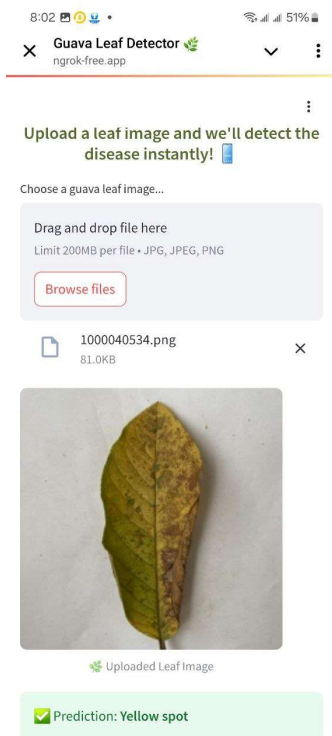 8:02
51%
Guava Leaf Detector 🌿
ngrok-free.app
Upload a leaf image and we'll detect the
disease instantly! 📱
Choose a guava leaf image...
Drag and drop file here
Limit 200MB per file • JPG, JPEG, PNG
Browse files
1000040534.png
81.0KB
🌿 Uploaded Leaf Image
✅ Prediction: Yellow spot